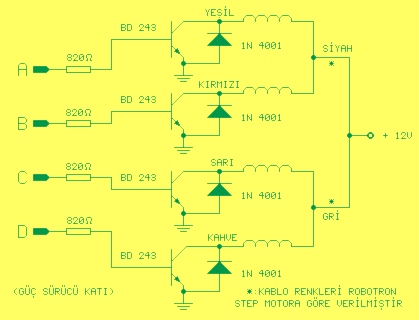 YEŞİL
BD 243
820Ω
1N 4001
SİYAH
*
A
KIRMIZI
BD 243
820Ω
1N 4001
B
+ 12V
SARI
BD 243
820Ω
1N 4001
C
*
GRİ
820Ω
D
KAHVE
BD 243
1N 4001
(GÜÇ SÜRÜCÜ KATI)
*:KABLO RENKLERİ ROBOTRON
STEP MOTORA GÖRE VERİLMİŞTİR